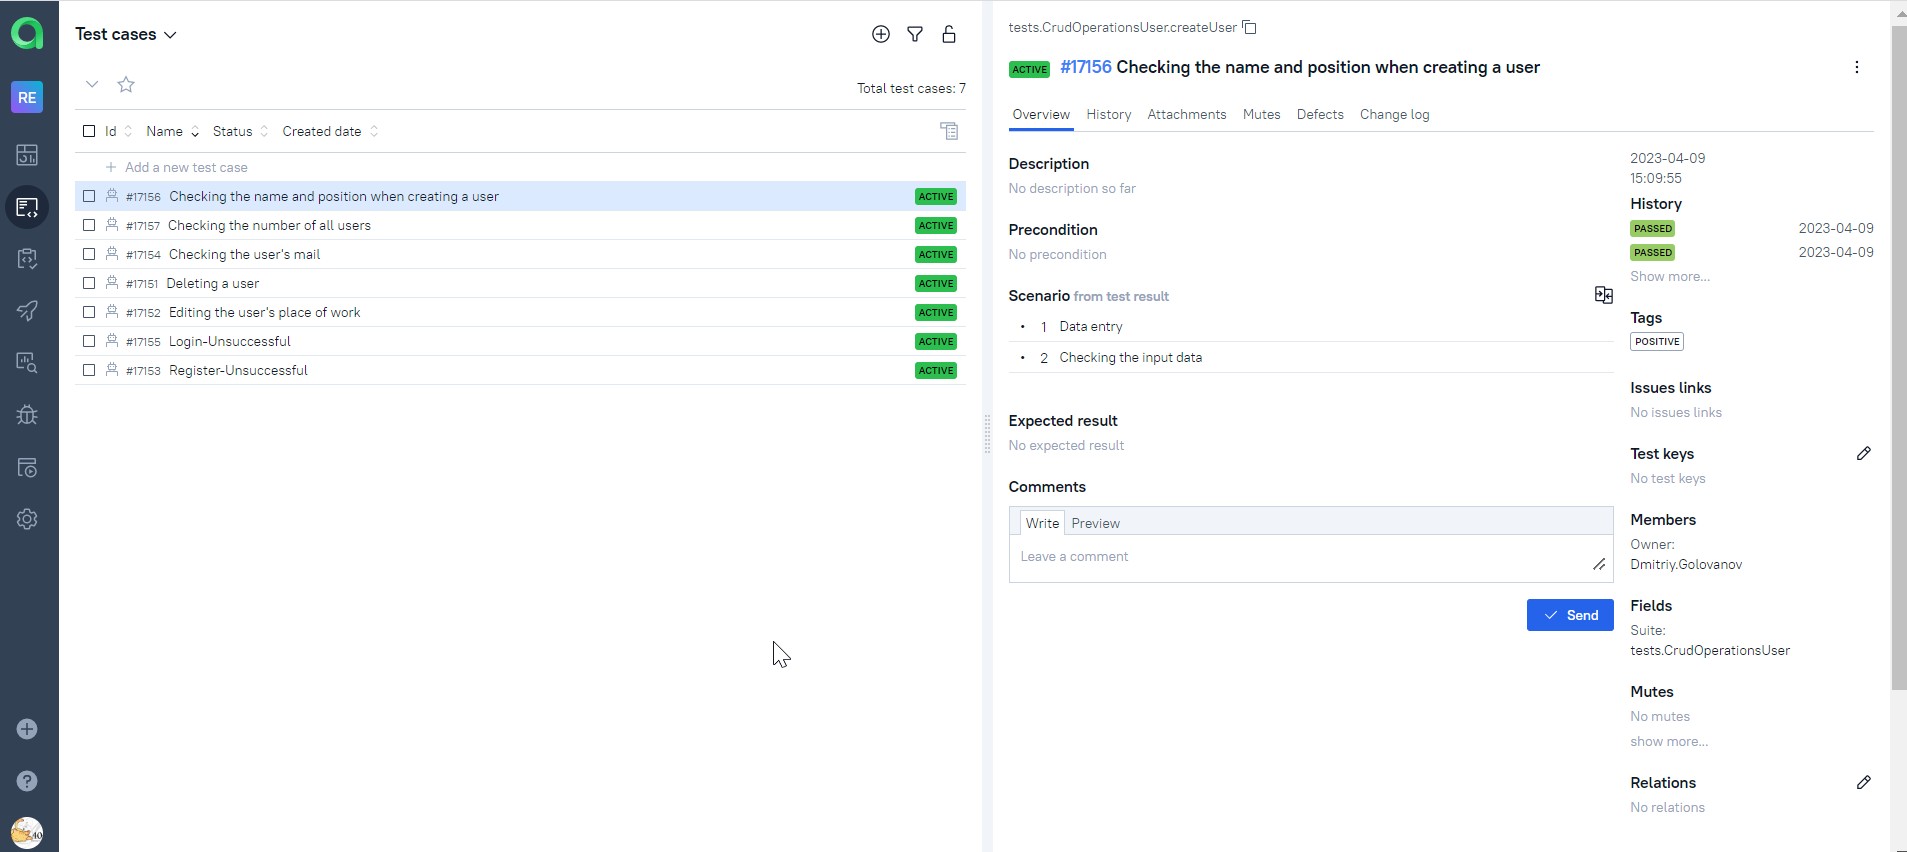 Test cases
RE
Total test cases: 7
Id Name Status Created date
Add a new test case
#17156 Checking the name and position when creating a user ACTIVE
#17157 Checking the number of all users ACTIVE
#17154 Checking the user's mail ACTIVE
#17151 Deleting a user ACTIVE
#17152 Editing the user's place of work ACTIVE
#17155 Login-Unsuccessful ACTIVE
#17153 Register-Unsuccessful ACTIVE
40
tests.CrudOperationsUser.createUser
ACTIVE #17156 Checking the name and position when creating a user
Overview History Attachments Mutes Defects Change log
Description
No description so far
Precondition
No precondition
Scenario from test result
• 1 Data entry
• 2 Checking the input data
Expected result
No expected result
Comments
Write Preview
Leave a comment
Send
2023-04-09
15:09:55
History
PASSED 2023-04-09
PASSED 2023-04-09
Show more...
Tags
POSITIVE
Issues links
No issues links
Test keys
No test keys
Members
Owner:
Dmitriy.Golovanov
Fields
Suite:
tests.CrudOperationsUser
Mutes
No mutes
show more...
Relations
No relations